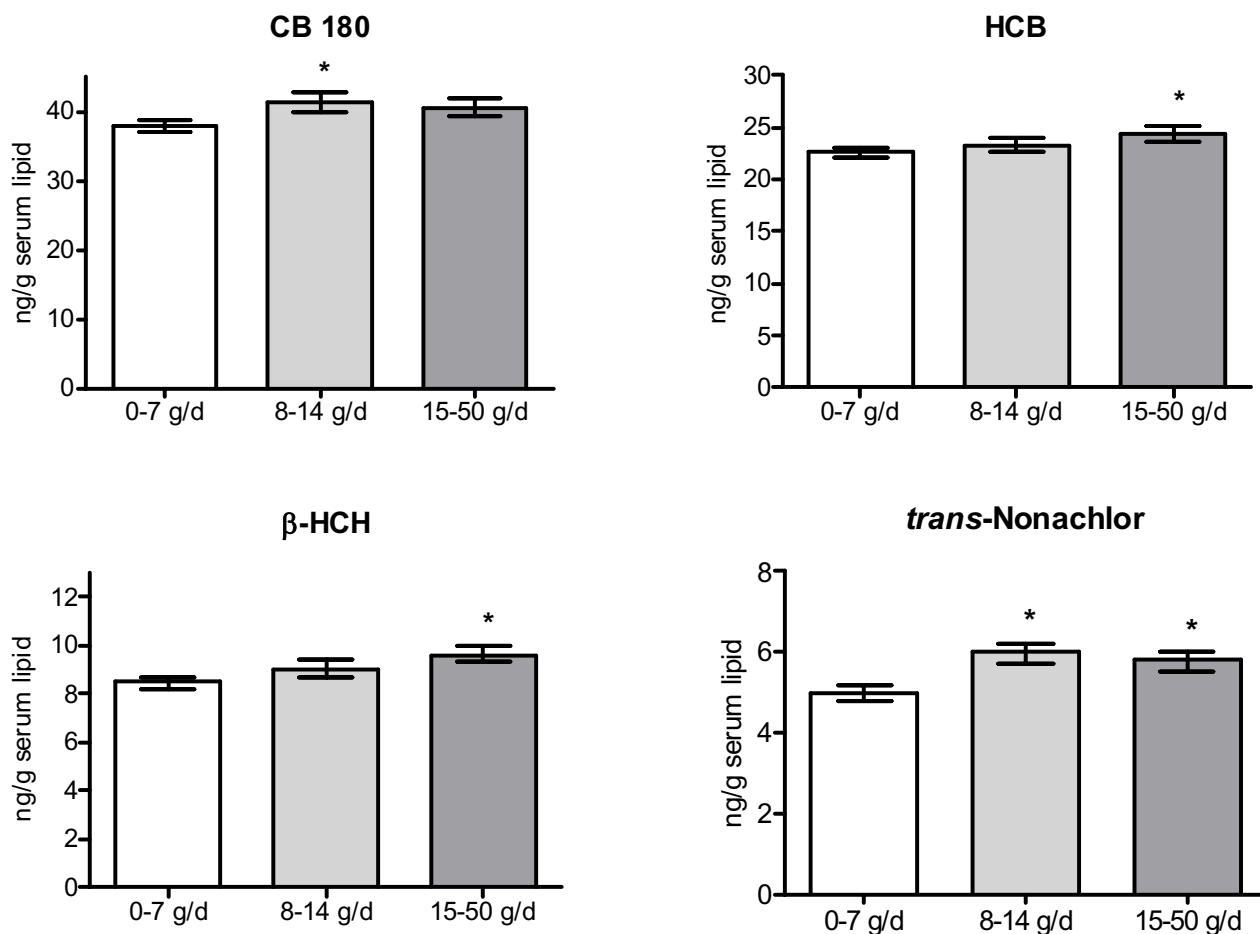 CB 180
*
ng/g serum lipid
40
30
20
10
0
0-7 g/d
8-14 g/d
15-50 g/d
HCB
*
ng/g serum lipid
30
25
20
15
10
5
0
0-7 g/d
8-14 g/d
15-50 g/d
β-HCH
*
ng/g serum lipid
12
10
8
6
4
2
0
0-7 g/d
8-14 g/d
15-50 g/d
trans-Nonachlor
*
*
ng/g serum lipid
8
6
4
2
0
0-7 g/d
8-14 g/d
15-50 g/d